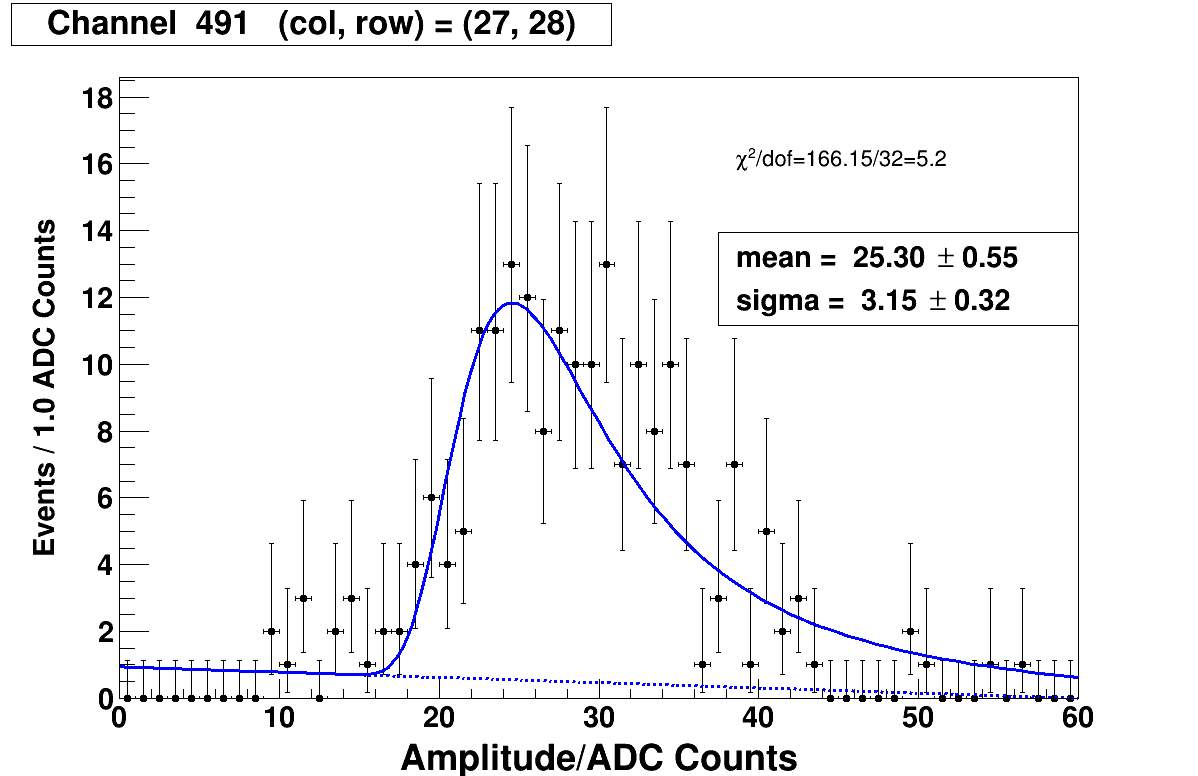 Channel 491 (col, row) = (27, 28)
18
16
14
12
10
8
6
4
2
0
Events / 1.0 ADC Counts
χ²/dof=166.15/32=5.2
mean = 25.30 ± 0.55
sigma = 3.15 ± 0.32
0 10 20 30 40 50 60
Amplitude/ADC Counts